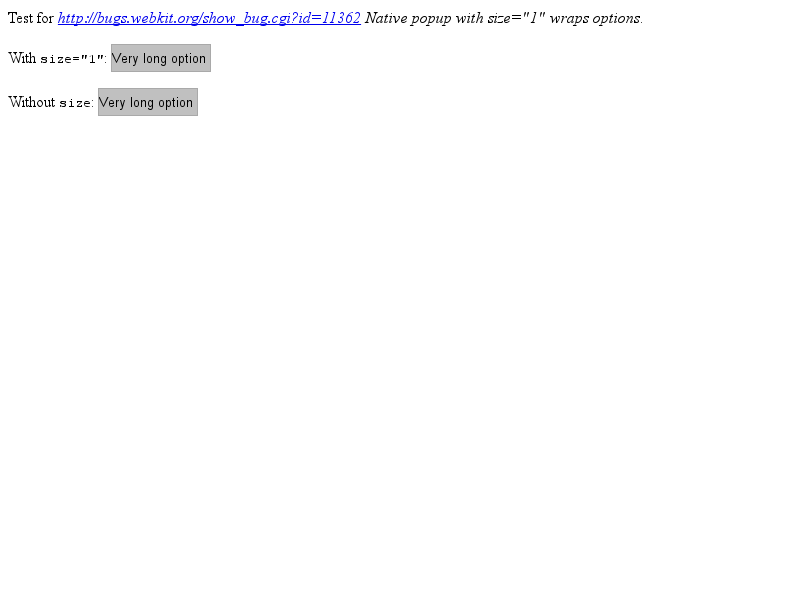 Test for http://bugs.webkit.org/show_bug.cgi?id=11362 Native popup with size="1" wraps options.
With size="1": Very long option
Without size: Very long option